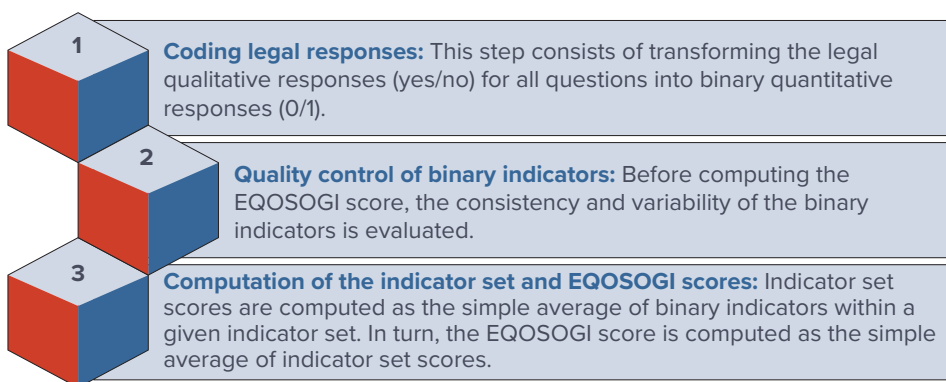 1
Coding legal responses: This step consists of transforming the legal
qualitative responses (yes/no) for all questions into binary quantitative
responses (0/1).
2
Quality control of binary indicators: Before computing the
EQOSOGI score, the consistency and variability of the binary
indicators is evaluated.
3
Computation of the indicator set and EQOSOGI scores: Indicator set
scores are computed as the simple average of binary indicators within a
given indicator set. In turn, the EQOSOGI score is computed as the simple
average of indicator set scores.